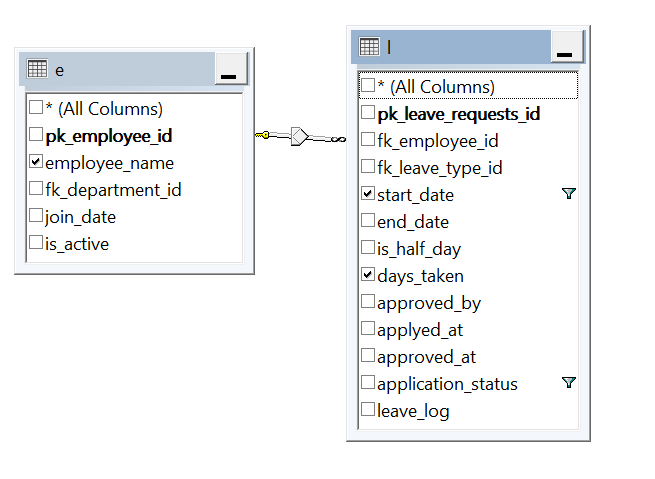 e
* (All Columns)
pk_employee_id
employee_name
fk_department_id
join_date
is_active
l
* (All Columns)
pk_leave_requests_id
fk_employee_id
fk_leave_type_id
start_date
end_date
is_half_day
days_taken
approved_by
applyed_at
approved_at
application_status
leave_log